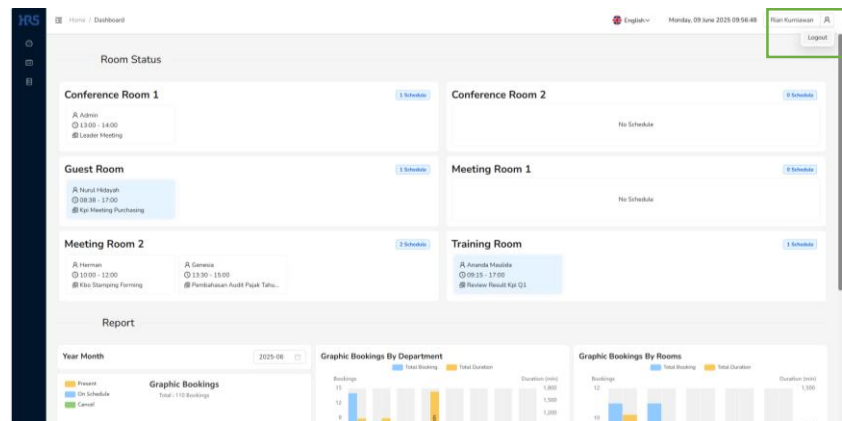 HRS
Home / Dashboard
English
Monday, 09 June 2025 09:56:48
Rian Kurniawan
Logout
Room Status
Conference Room 1
1 Schedule
Admin
13:00 - 14:00
Leader Meeting
Conference Room 2
0 Schedule
No Schedule
Guest Room
1 Schedule
Nurul Hidayah
08:38 - 17:00
Kpi Meeting Purchasing
Meeting Room 1
0 Schedule
No Schedule
Meeting Room 2
2 Schedule
Herman
10:00 - 12:00
Kbo Stamping Forming
Genesia
13:30 - 15:00
Pembahasan Audit Pajak Tahu...
Training Room
1 Schedule
Ananda Maulida
09:15 - 17:00
Review Result Kpi Q1
Report
Year Month
2025-06
Present
On Schedule
Cancel
Graphic Bookings
Total : 110 Bookings
Graphic Bookings By Department
Total Booking
Total Duration
Bookings
Duration (min)
15
1,800
12
1,500
9
1,200
Graphic Bookings By Rooms
Total Booking
Total Duration
Bookings
Duration (min)
12
1,500
10